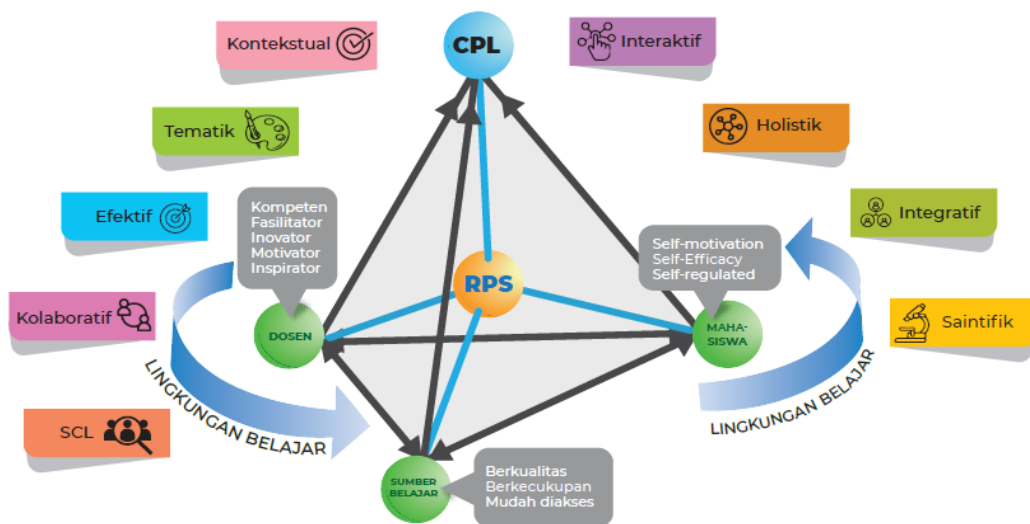 Kontekstual
CPL
Interaktif
Tematik
Holistik
Efektif
Kompeten
Fasilitator
Inovator
Motivator
Inspirator
Self-motivation
Self-Efficacy
Self-regulated
Integratif
RPS
Kolaboratif
DOSEN
MAHA-
SISWA
Saintifik
LINGKUNGAN BELAJAR
LINGKUNGAN BELAJAR
SCL
SUMBER
BELAJAR
Berkualitas
Berkecukupan
Mudah diakses